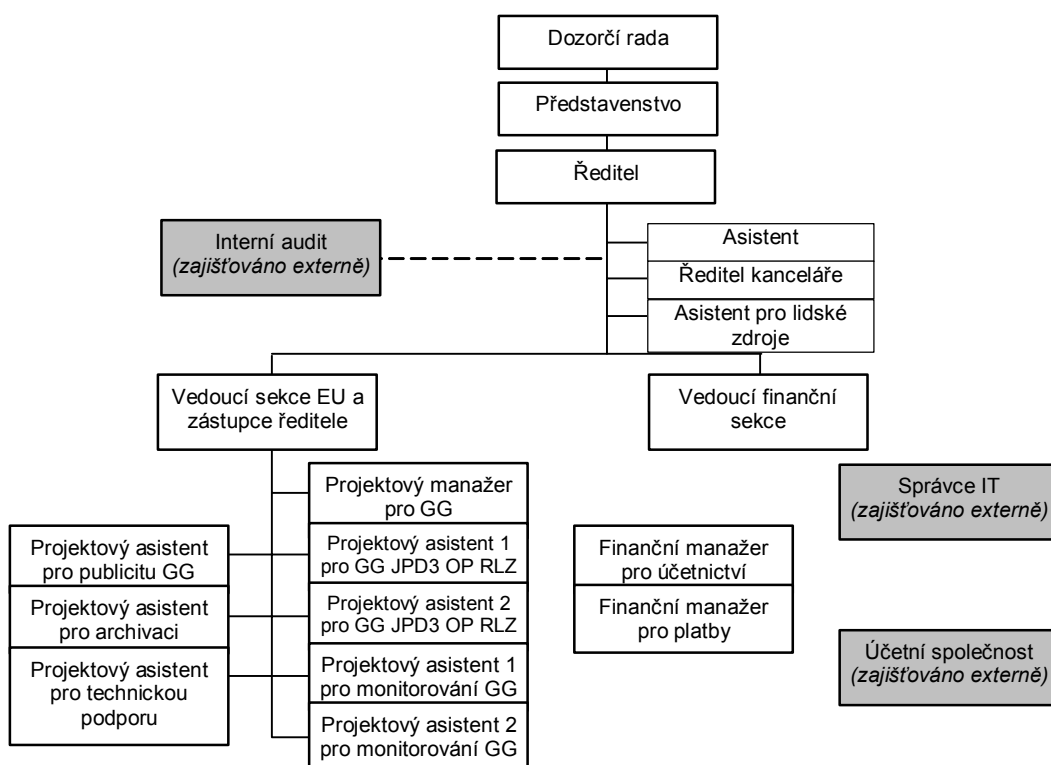 Dozorčí rada
Představenstvo
Ředitel
Interní audit
(zajišťováno externě)
Asistent
Ředitel kanceláře
Asistent pro lidské
zdroje
Vedoucí sekce EU a
zástupce ředitele
Vedoucí finanční
sekce
Správce IT
(zajišťováno externě)
Projektový manažer
pro GG
Projektový asistent
pro publicitu GG
Projektový asistent 1
pro GG JPD3 OP RLZ
Finanční manažer
pro účetnictví
Projektový asistent
pro archivaci
Projektový asistent 2
pro GG JPD3 OP RLZ
Finanční manažer
pro platby
Projektový asistent
pro technickou
podporu
Projektový asistent 1
pro monitorování GG
Účetní společnost
(zajišťováno externě)
Projektový asistent 2
pro monitorování GG